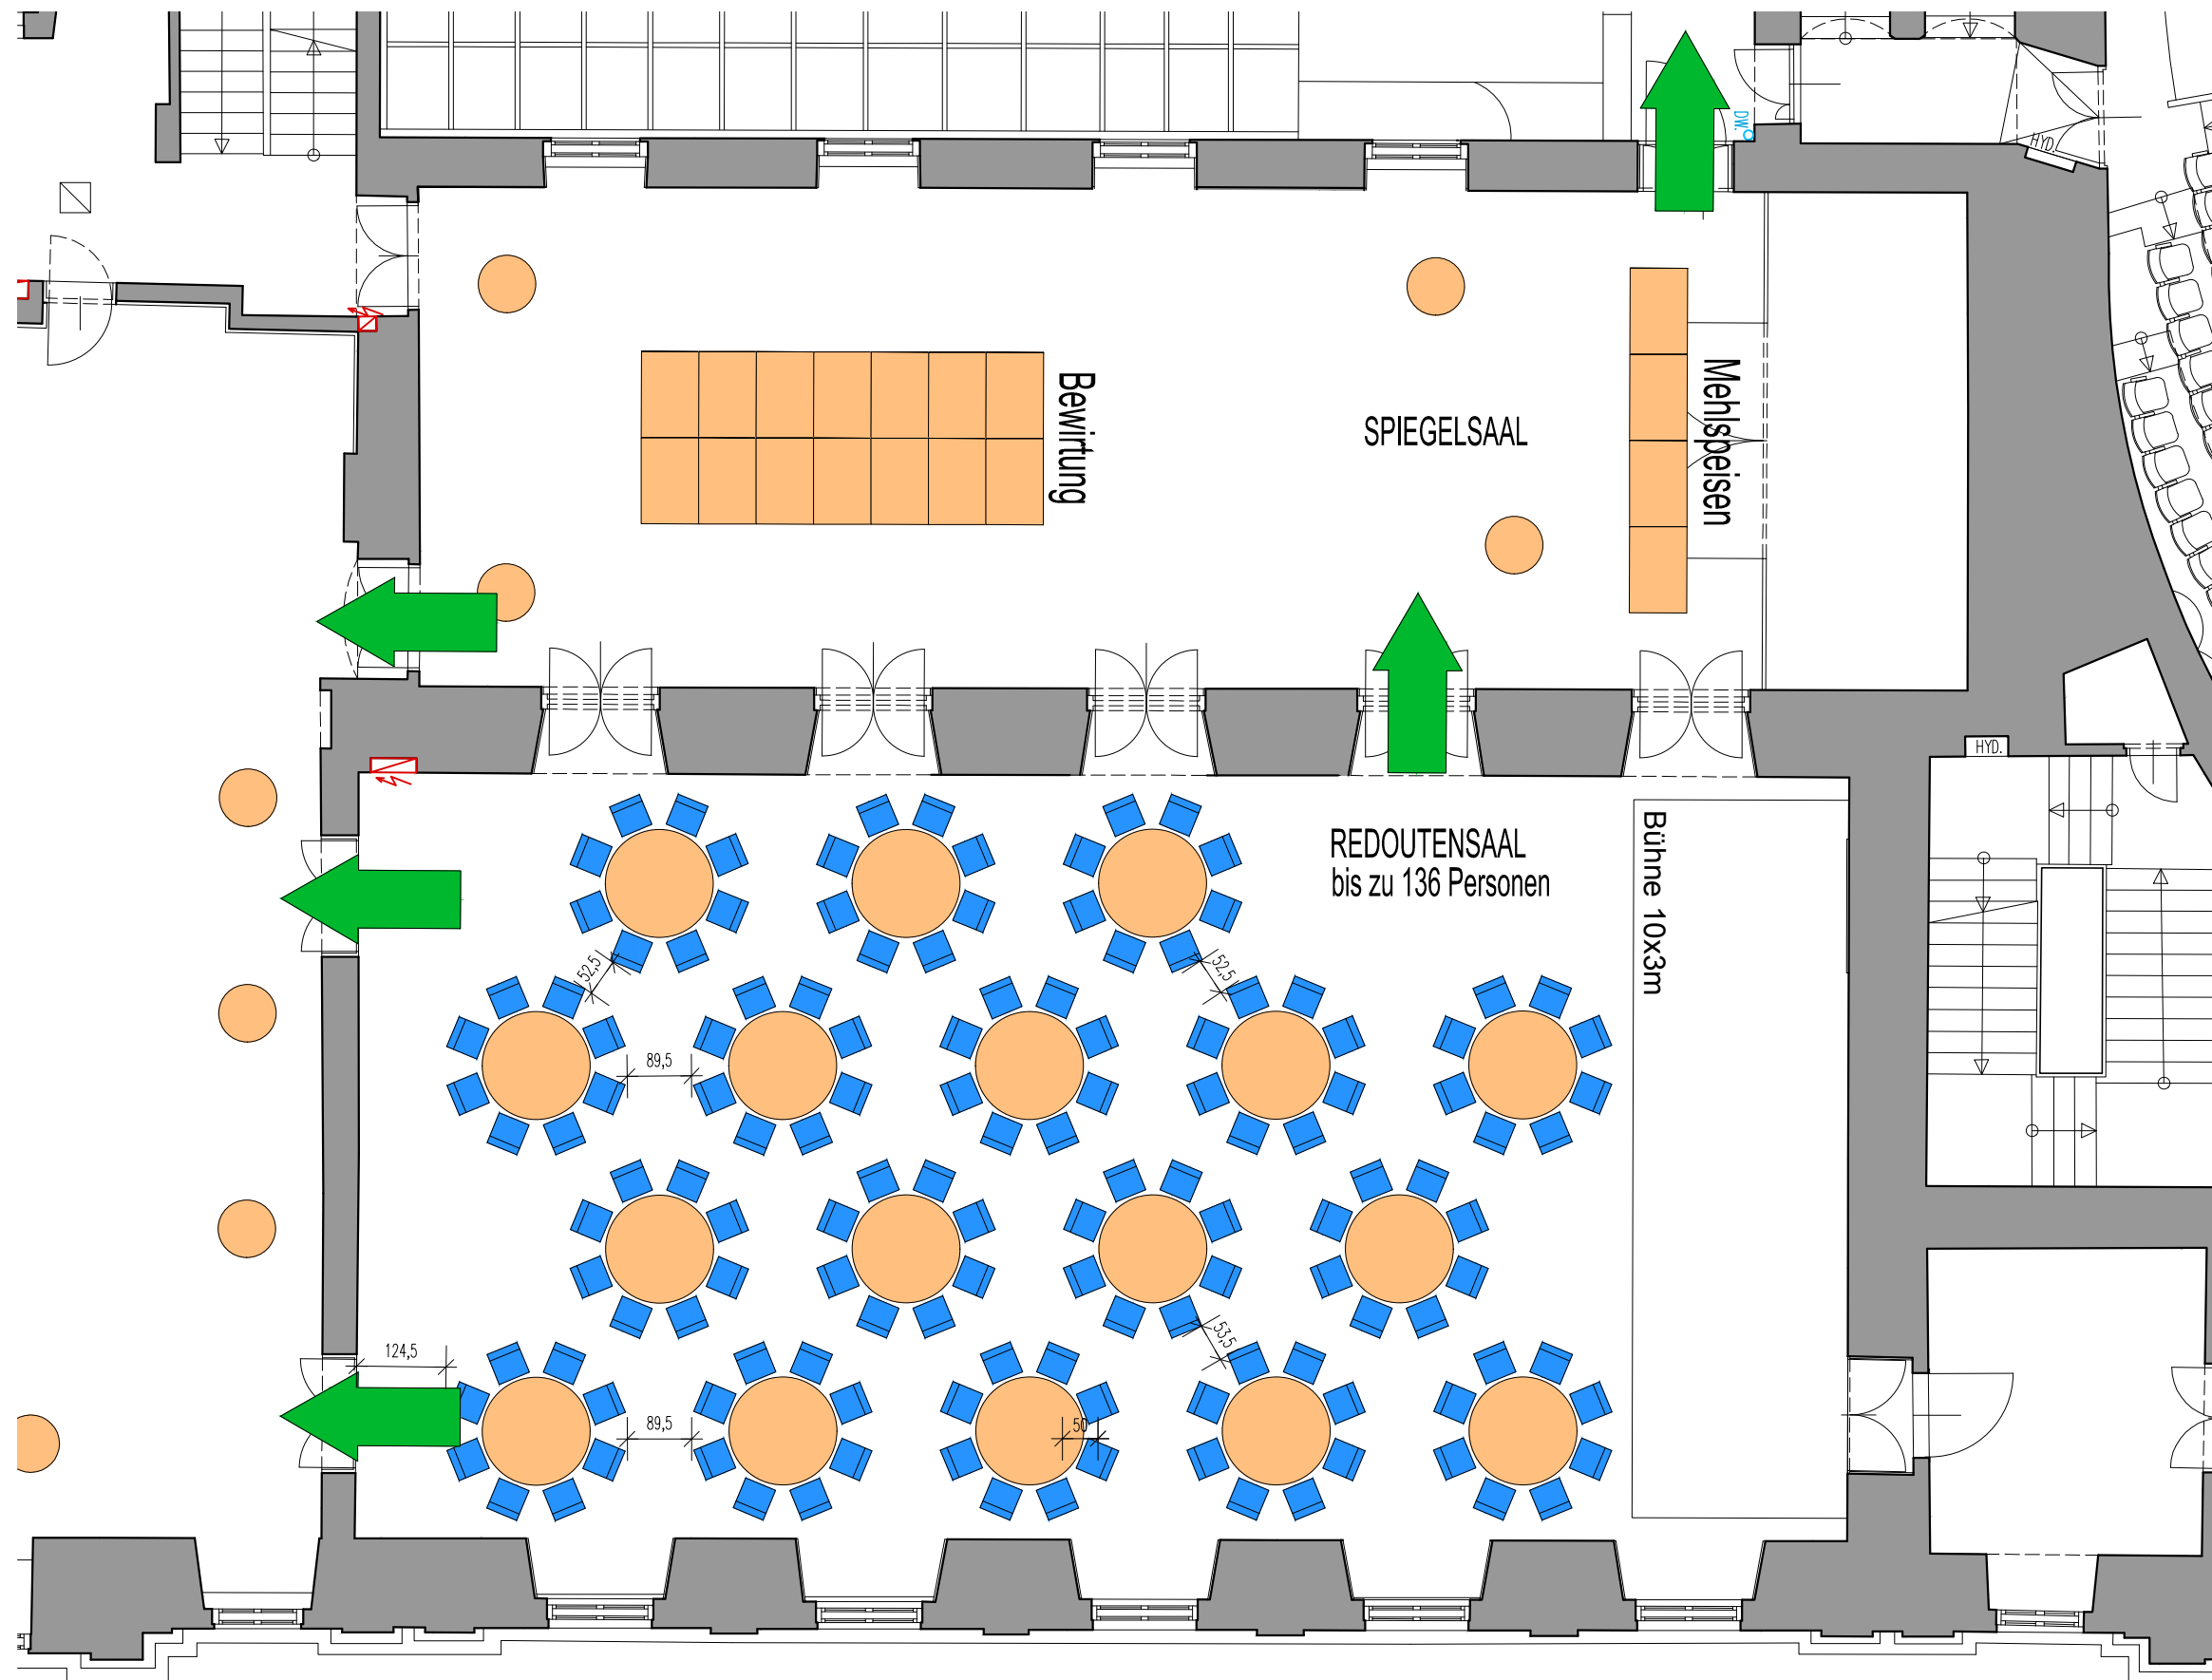 DW.
HYD.
Bewirtung
SPIEGELSAAL
Mehlspeisen
HYD.
REDOUTENSAAL
bis zu 136 Personen
Bühne 10x3m
52,5
52,5
89,5
53,5
124,5
89,5
50